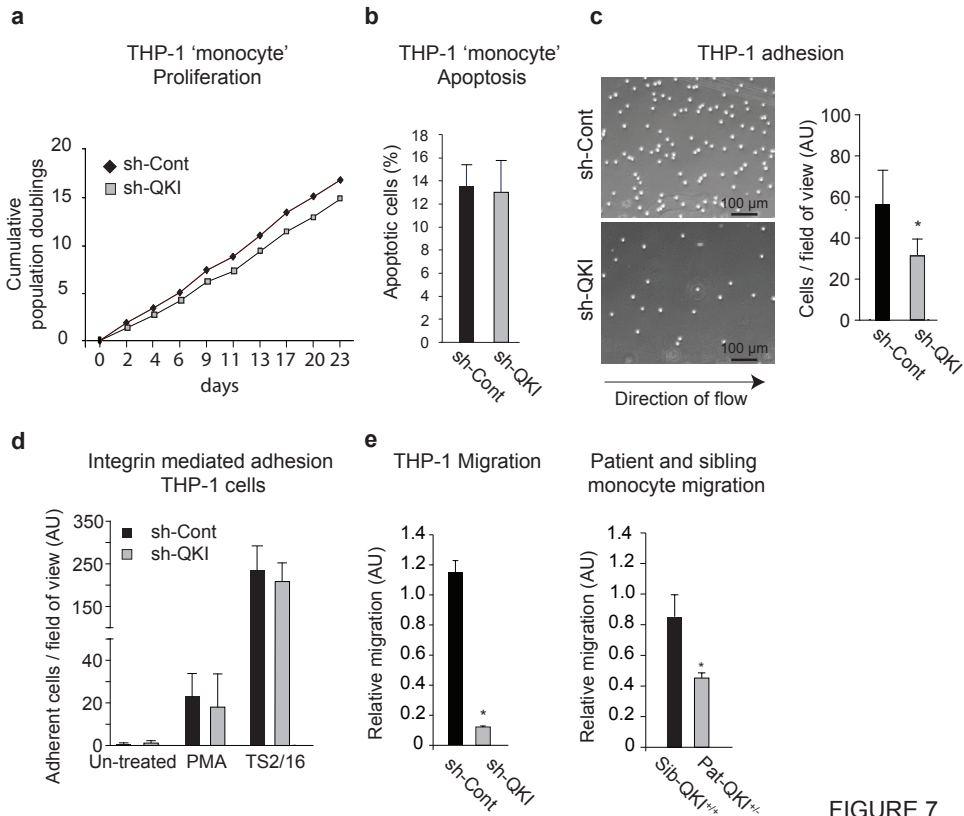 a
THP-1 ‘monocyte’
Proliferation
Cumulative
population doublings
20
15
10
5
0
sh-Cont
sh-QKI
0 2 4 6 9 11 13 17 20 23
days
b
THP-1 ‘monocyte’
Apoptosis
Apoptotic cells (%)
18
16
14
12
10
8
6
4
2
0
sh-Cont
sh-QKI
c
THP-1 adhesion
sh-Cont
100 µm
sh-QKI
100 µm
Direction of flow
Cells / field of view (AU)
100
80
60
40
20
0
*
sh-Cont
sh-QKI
d
Integrin mediated adhesion
THP-1 cells
Adherent cells / field of view (AU)
350
250
150
40
20
0
sh-Cont
sh-QKI
Un-treated PMA TS2/16
e
THP-1 Migration
Relative migration (AU)
1.4
1.2
1.0
0.8
0.6
0.4
0.2
0
*
sh-Cont
sh-QKI
Patient and sibling
monocyte migration
Relative migration (AU)
1.4
1.2
1.0
0.8
0.6
0.4
0.2
0
*
Sib-QKI+/+
Pat-QKI+/-
FIGURE 7